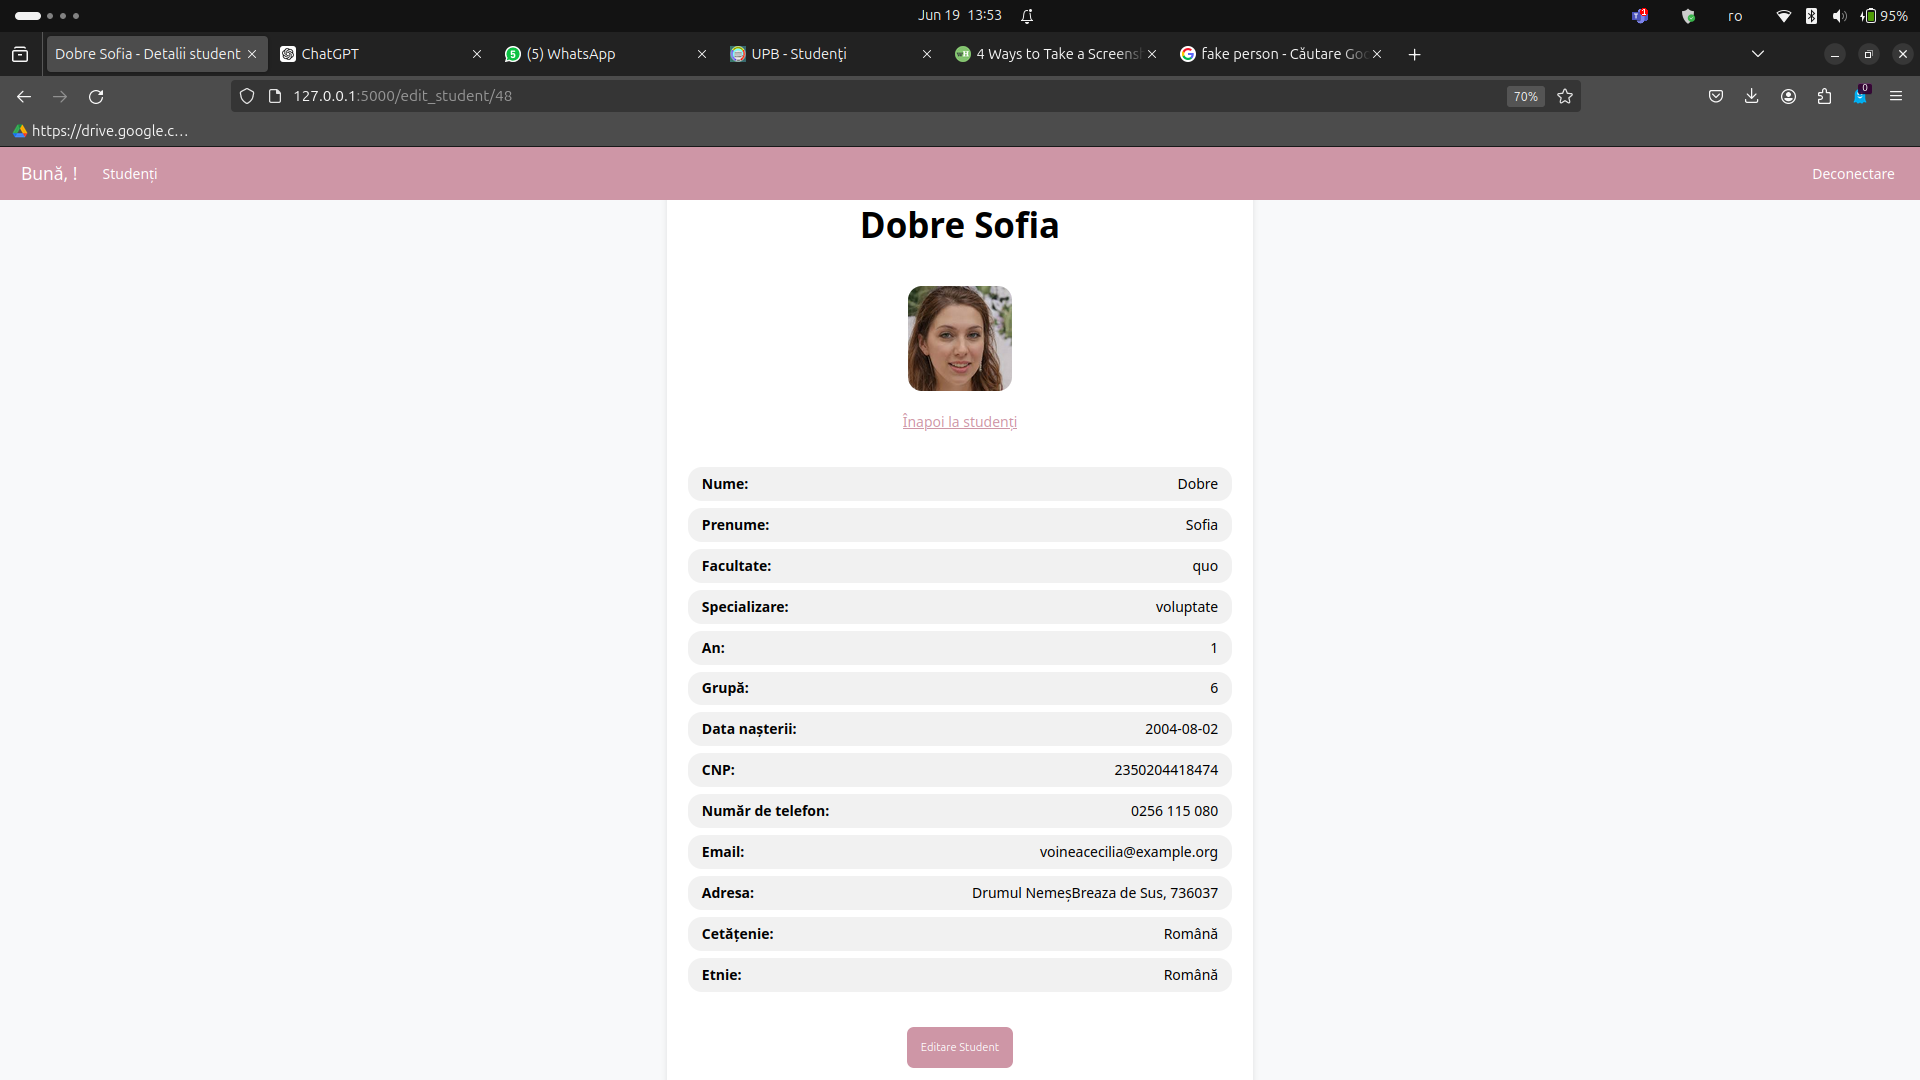 Jun 19 13:53
ro
95%
Dobre Sofia - Detalii student
ChatGPT
(5) WhatsApp
UPB - Studenţi
4 Ways to Take a Screensh
fake person - Căutare Goo
127.0.0.1:5000/edit_student/48
70%
0
https://drive.google.c…
Bună, !
Studenți
Deconectare
Dobre Sofia
Înapoi la studenți
Nume: Dobre
Prenume: Sofia
Facultate: quo
Specializare: voluptate
An: 1
Grupă: 6
Data nașterii: 2004-08-02
CNP: 2350204418474
Număr de telefon: 0256 115 080
Email: voineacecilia@example.org
Adresa: Drumul NemeșBreaza de Sus, 736037
Cetățenie: Română
Etnie: Română
Editare Student